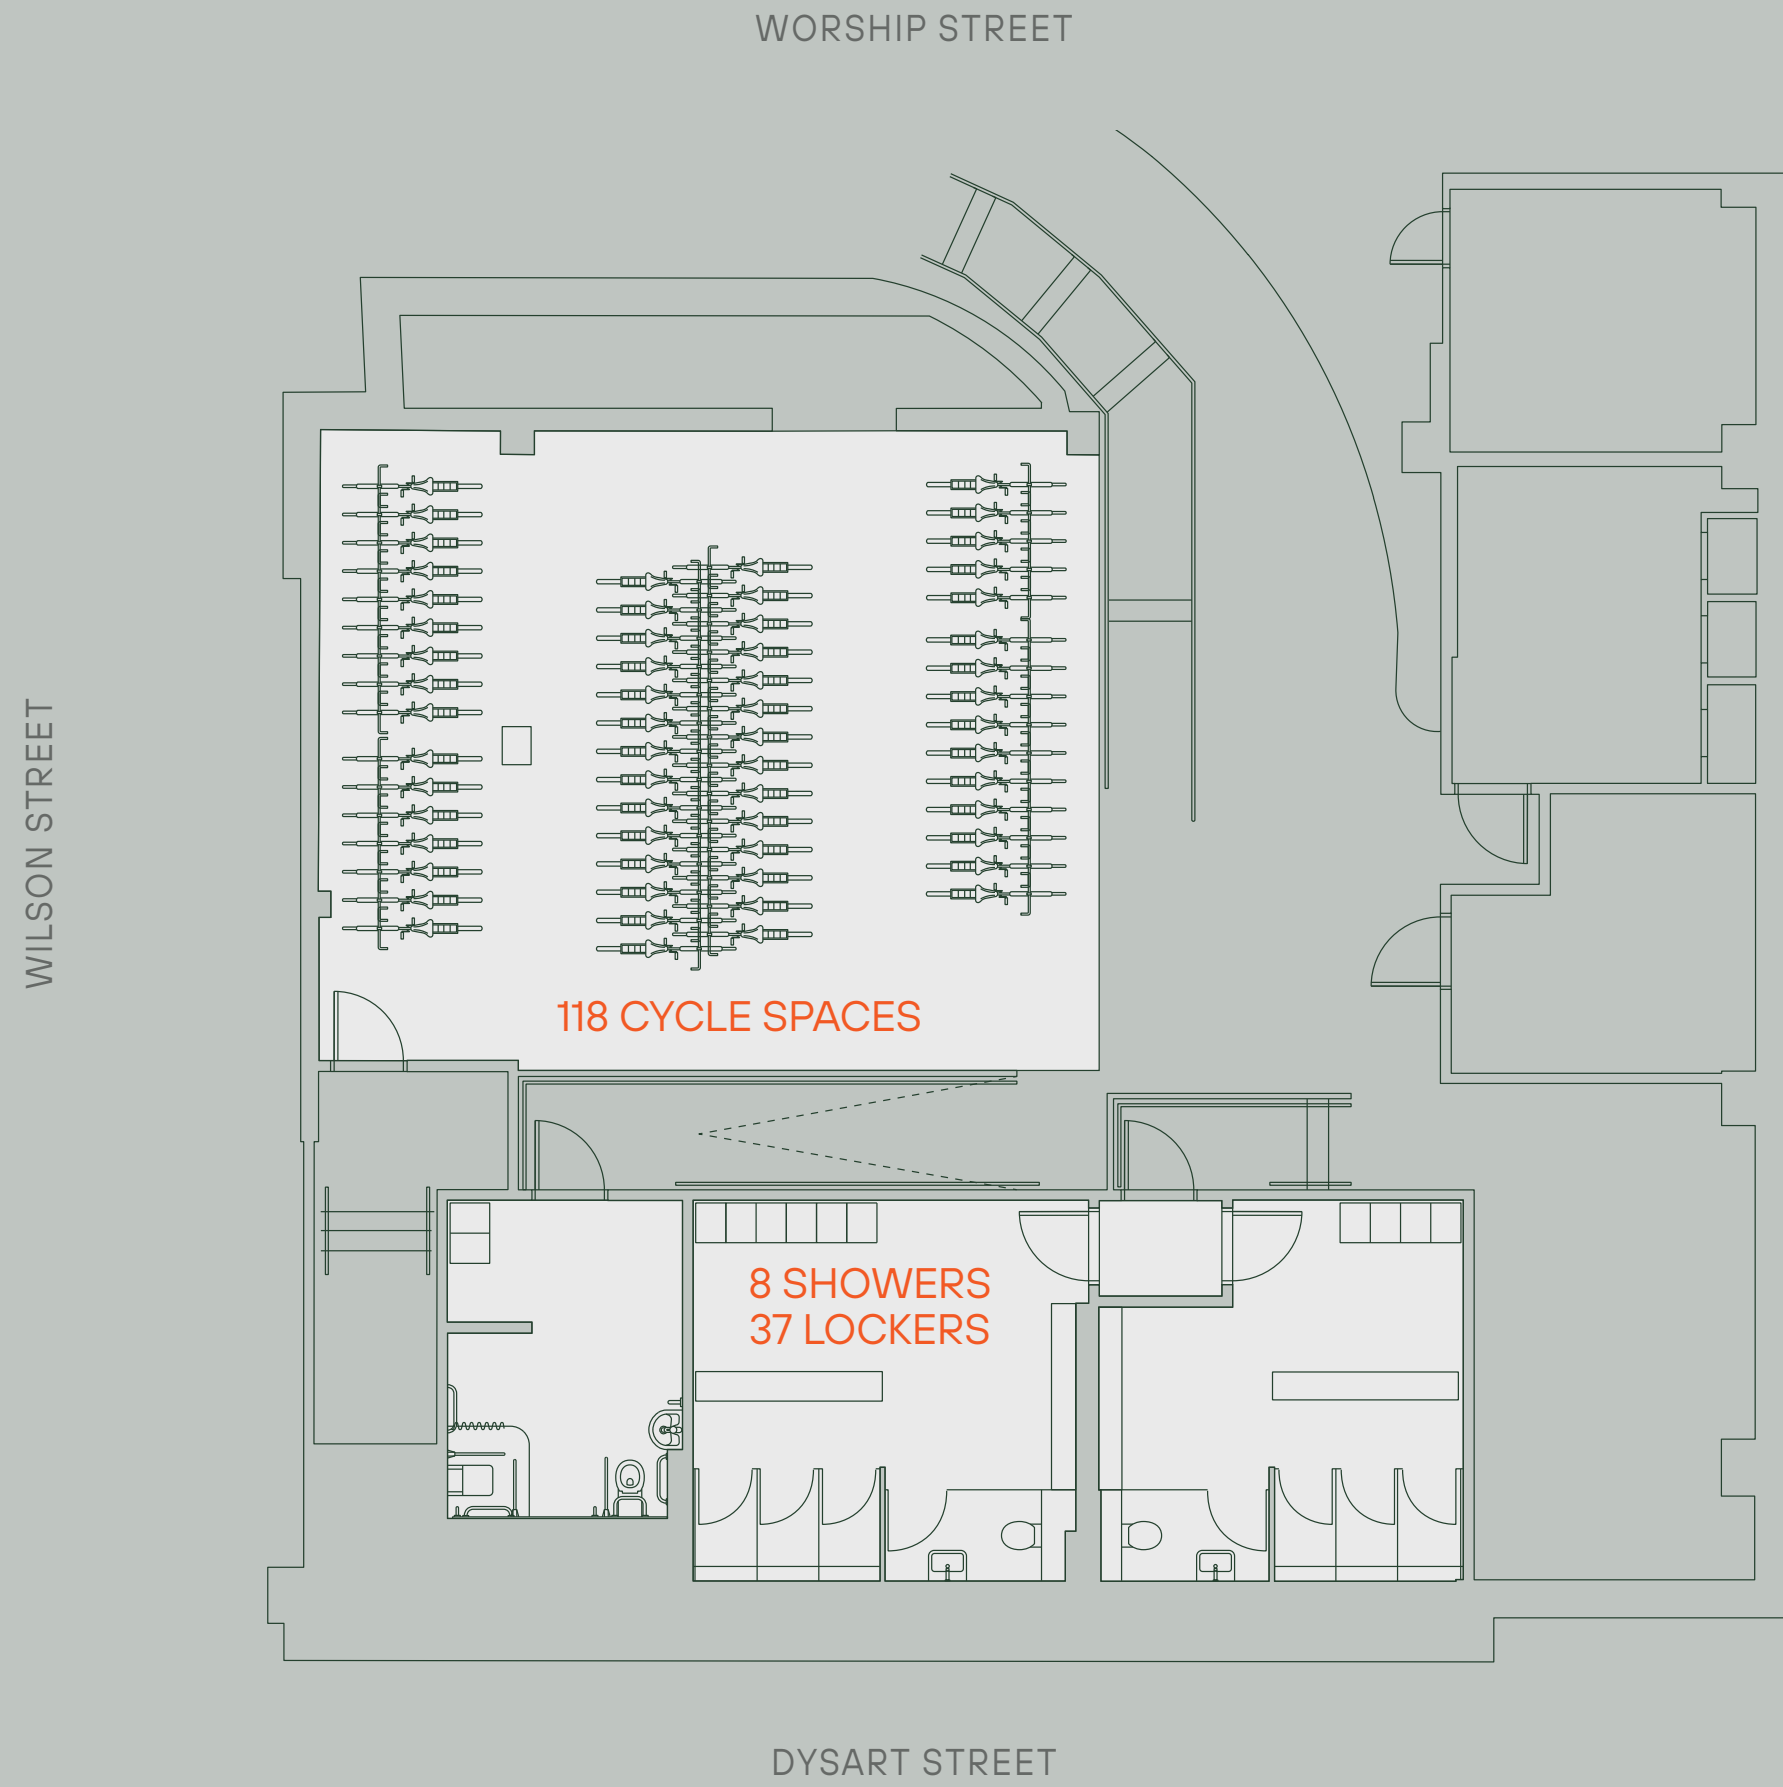 WORSHIP STREET
WILSON STREET
118 CYCLE SPACES
8 SHOWERS
37 LOCKERS
DYSART STREET